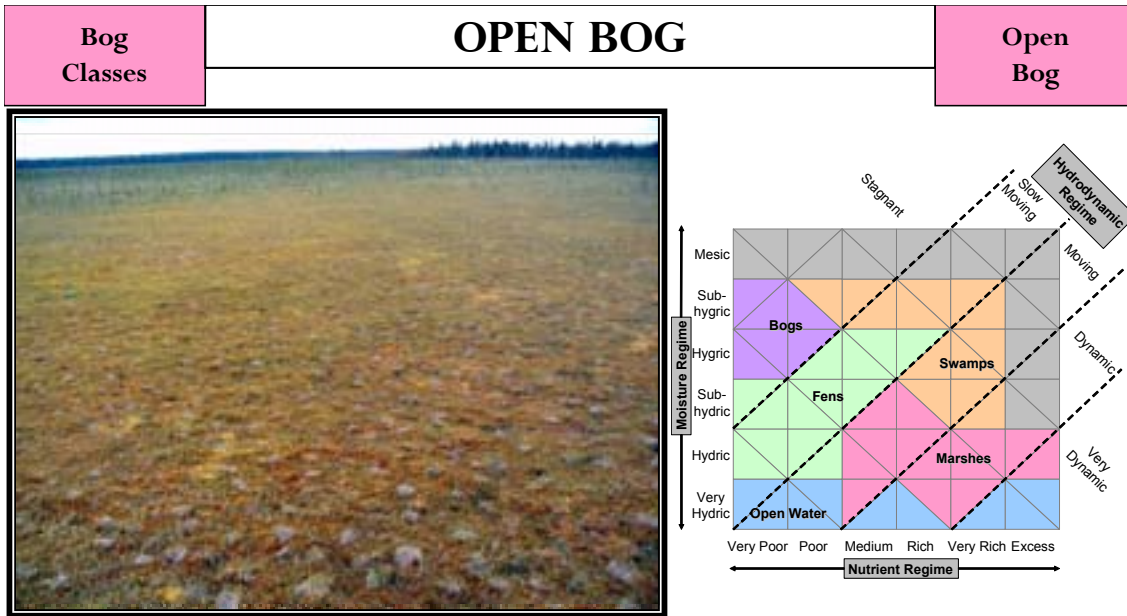 Bog
Classes
OPEN BOG
Open
Bog
Stagnant
Slow
Moving
Hydrodynamic
Regime
Moving
Dynamic
Very
Dynamic
Moisture Regime
Mesic
Sub-
hygric
Hygric
Sub-
hydric
Hydric
Very
Hydric
Bogs
Swamps
Fens
Marshes
Open Water
Very Poor Poor Medium Rich Very Rich Excess
Nutrient Regime